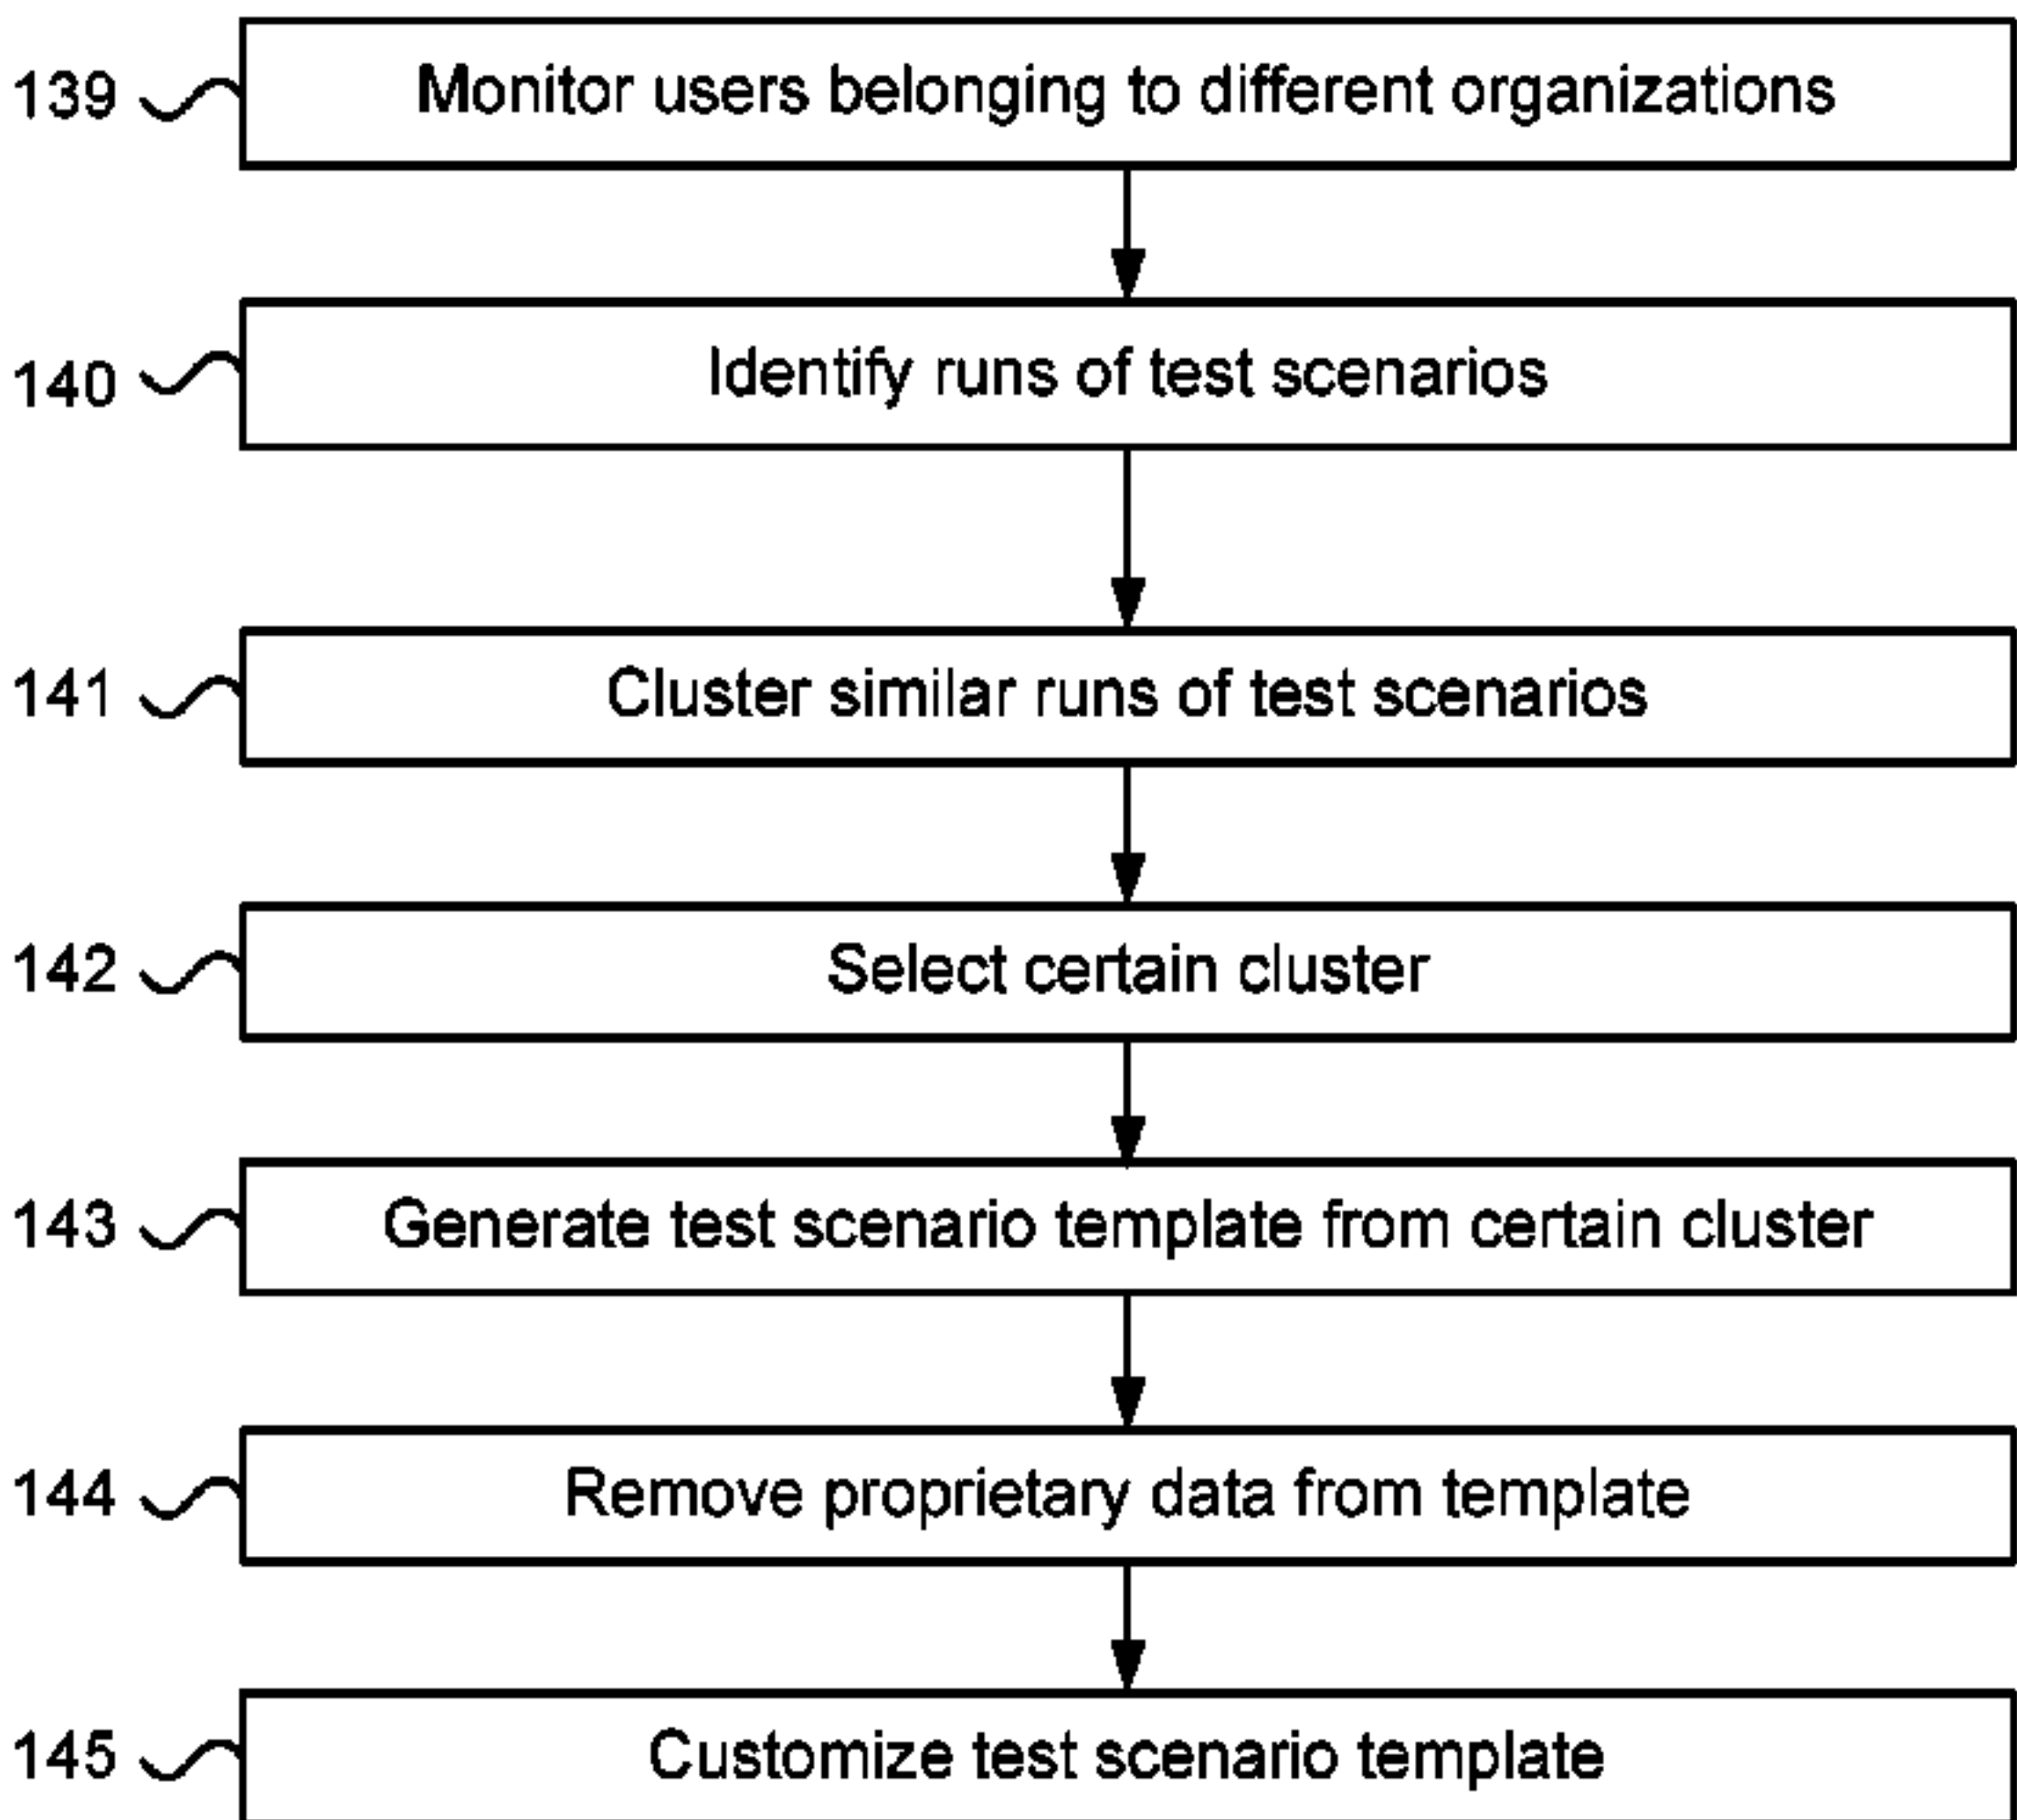 139 Monitor users belonging to different organizations
140 Identify runs of test scenarios
141 Cluster similar runs of test scenarios
142 Select certain cluster
143 Generate test scenario template from certain cluster
144 Remove proprietary data from template
145 Customize test scenario template